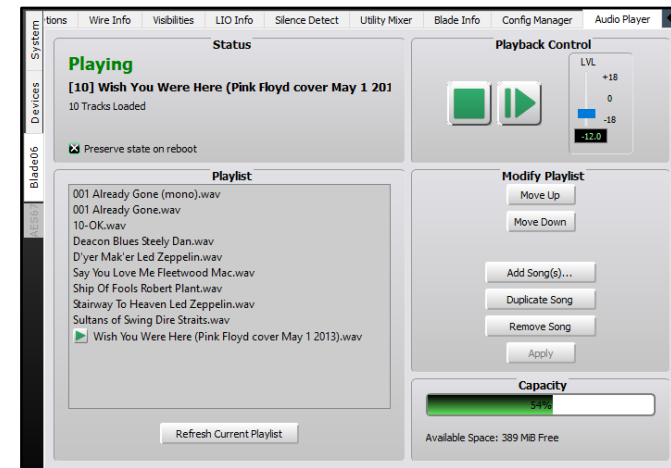 tions Wire Info Visibilities LIO Info Silence Detect Utility Mixer Blade Info Config Manager Audio Player
System
Devices
Blade06
AES67
Status
Playing
[10] Wish You Were Here (Pink Floyd cover May 1 201
10 Tracks Loaded
Preserve state on reboot
Playback Control
LVL
+18
0
-18
-12.0
Playlist
001 Already Gone (mono).wav
001 Already Gone.wav
10-OK.wav
Deacon Blues Steely Dan.wav
D'yer Mak'er Led Zeppelin.wav
Say You Love Me Fleetwood Mac.wav
Ship Of Fools Robert Plant.wav
Stairway To Heaven Led Zeppelin.wav
Sultans of Swing Dire Straits.wav
Wish You Were Here (Pink Floyd cover May 1 2013).wav
Refresh Current Playlist
Modify Playlist
Move Up
Move Down
Add Song(s)...
Duplicate Song
Remove Song
Apply
Capacity
54%
Available Space: 389 MiB Free